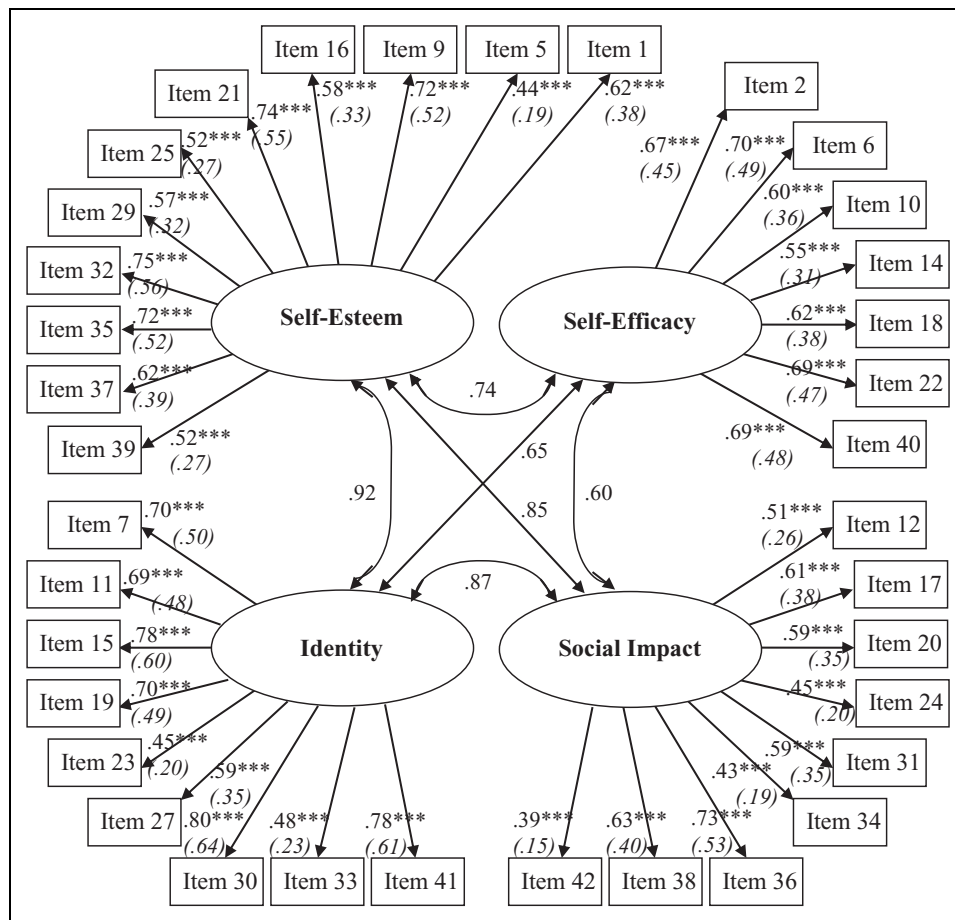 Item 16
Item 9
Item 5
Item 1
.58***
(.33)
.72***
(.52)
.44***
(.19)
.62***
(.38)
Item 21
.74***
(.55)
Item 25
.52***
(.27)
Item 29
.57***
(.32)
Item 32
.75***
(.56)
Item 35
.72***
(.52)
Item 37
.62***
(.39)
Item 39
.52***
(.27)
Self-Esteem
Item 2
.67***
(.45)
Item 6
.70***
(.49)
Item 10
.60***
(.36)
Item 14
.55***
(.31)
Item 18
.62***
(.38)
Item 22
.69***
(.47)
Item 40
.69***
(.48)
Self-Efficacy
.74
.65
.92
.85
.60
.87
Item 7
.70***
(.50)
Item 11
.69***
(.48)
Item 15
.78***
(.60)
Item 19
.70***
(.49)
Item 23
.45***
(.20)
Item 27
.59***
(.35)
Item 30
.80***
(.64)
Item 33
.48***
(.23)
Item 41
.78***
(.61)
Identity
Item 12
.51***
(.26)
Item 17
.61***
(.38)
Item 20
.59***
(.35)
Item 24
.45***
(.20)
Item 31
.59***
(.35)
Item 34
.43***
(.19)
Item 36
.73***
(.53)
Item 38
.63***
(.40)
Item 42
.39***
(.15)
Social Impact